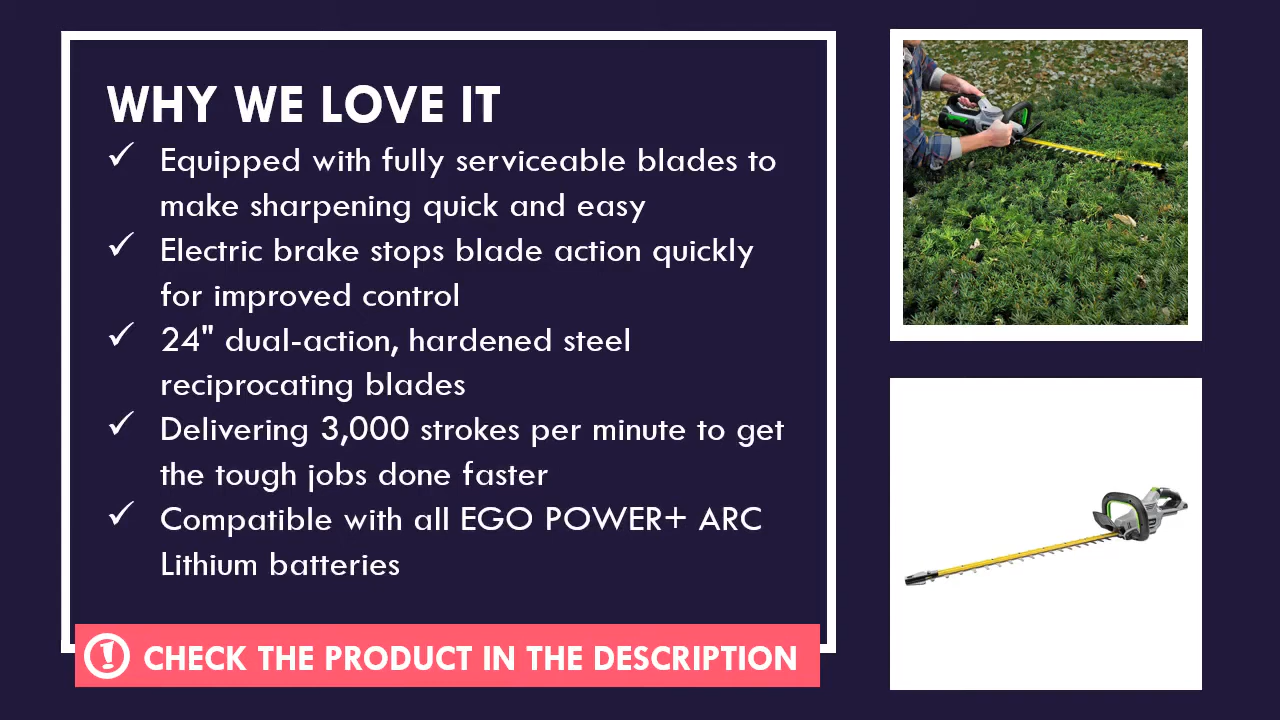 WHY WE LOVE IT
✓ Equipped with fully serviceable blades to
make sharpening quick and easy
✓ Electric brake stops blade action quickly
for improved control
✓ 24" dual-action, hardened steel
reciprocating blades
✓ Delivering 3,000 strokes per minute to get
the tough jobs done faster
✓ Compatible with all EGO POWER+ ARC
Lithium batteries
! CHECK THE PRODUCT IN THE DESCRIPTION